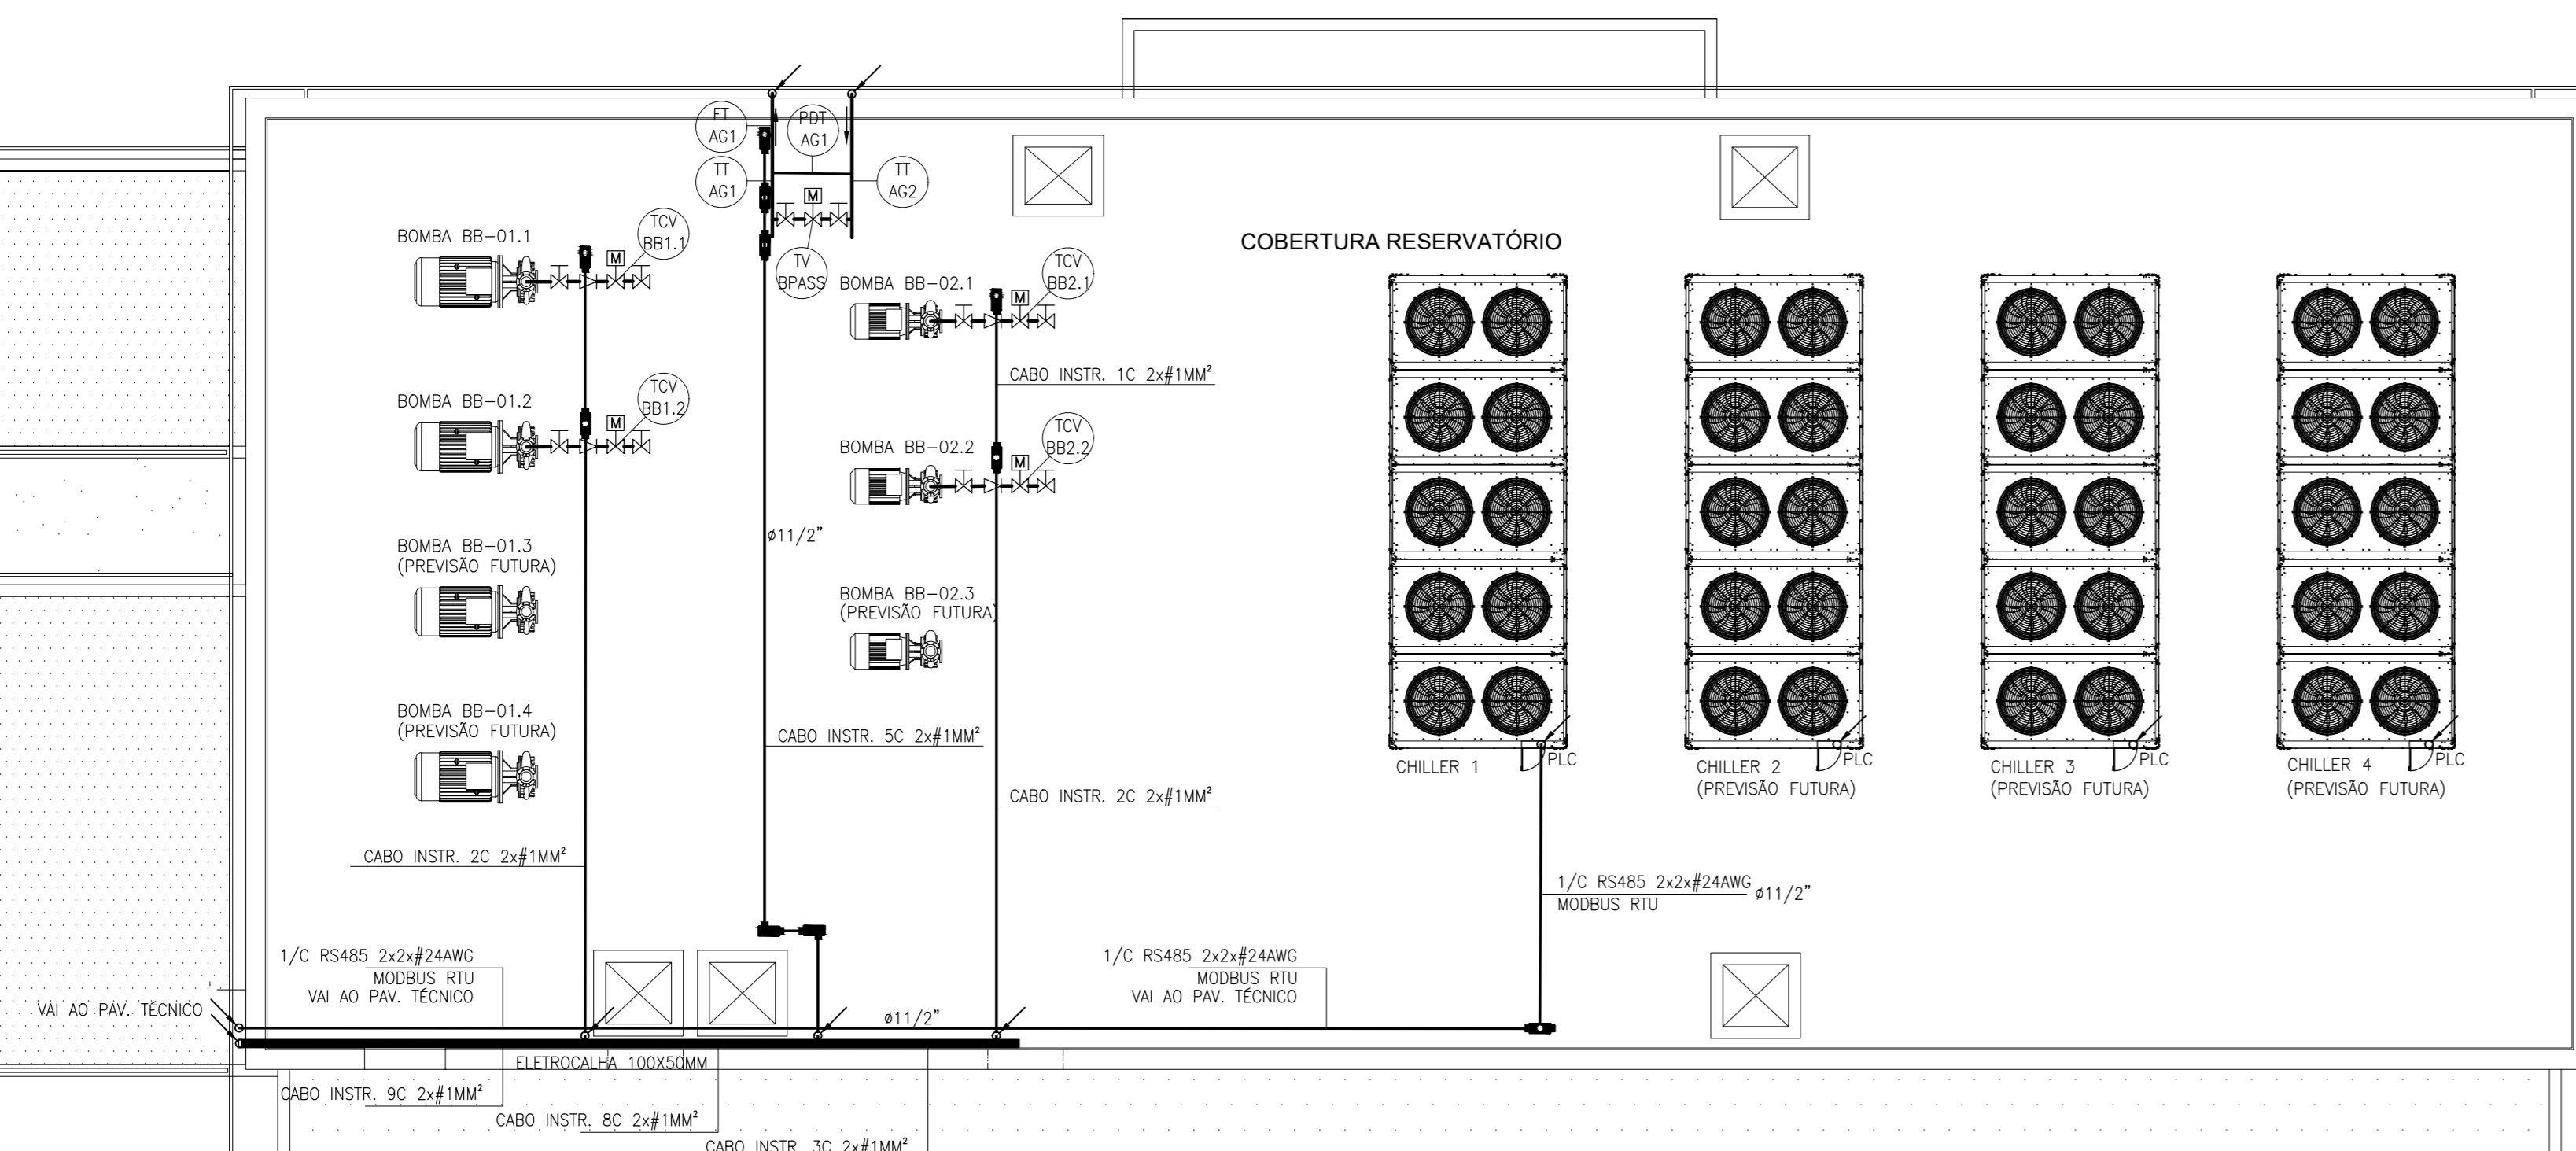 FT
AG1
PDT
AG1
TT
AG1
TT
AG2
M
TV
BPASS
BOMBA BB-01.1
M
TCV
BB1.1
BOMBA BB-02.1
M
TCV
BB2.1
COBERTURA RESERVATÓRIO
CABO INSTR. 1C 2x#1MM²
BOMBA BB-01.2
M
TCV
BB1.2
BOMBA BB-02.2
M
TCV
BB2.2
ø11/2"
BOMBA BB-01.3
(PREVISÃO FUTURA)
BOMBA BB-02.3
(PREVISÃO FUTURA)
BOMBA BB-01.4
(PREVISÃO FUTURA)
CABO INSTR. 5C 2x#1MM²
CABO INSTR. 2C 2x#1MM²
CHILLER 1
PLC
CHILLER 2
(PREVISÃO FUTURA)
PLC
CHILLER 3
(PREVISÃO FUTURA)
PLC
CHILLER 4
(PREVISÃO FUTURA)
PLC
CABO INSTR. 2C 2x#1MM²
1/C RS485 2x2x#24AWG
MODBUS RTU
ø11/2"
1/C RS485 2x2x#24AWG
MODBUS RTU
VAI AO PAV. TÉCNICO
1/C RS485 2x2x#24AWG
MODBUS RTU
VAI AO PAV. TÉCNICO
VAI AO PAV. TÉCNICO
ø11/2"
ELETROCALHA 100X50MM
CABO INSTR. 9C 2x#1MM²
CABO INSTR. 8C 2x#1MM²
CABO INSTR. 3C 2x#1MM²